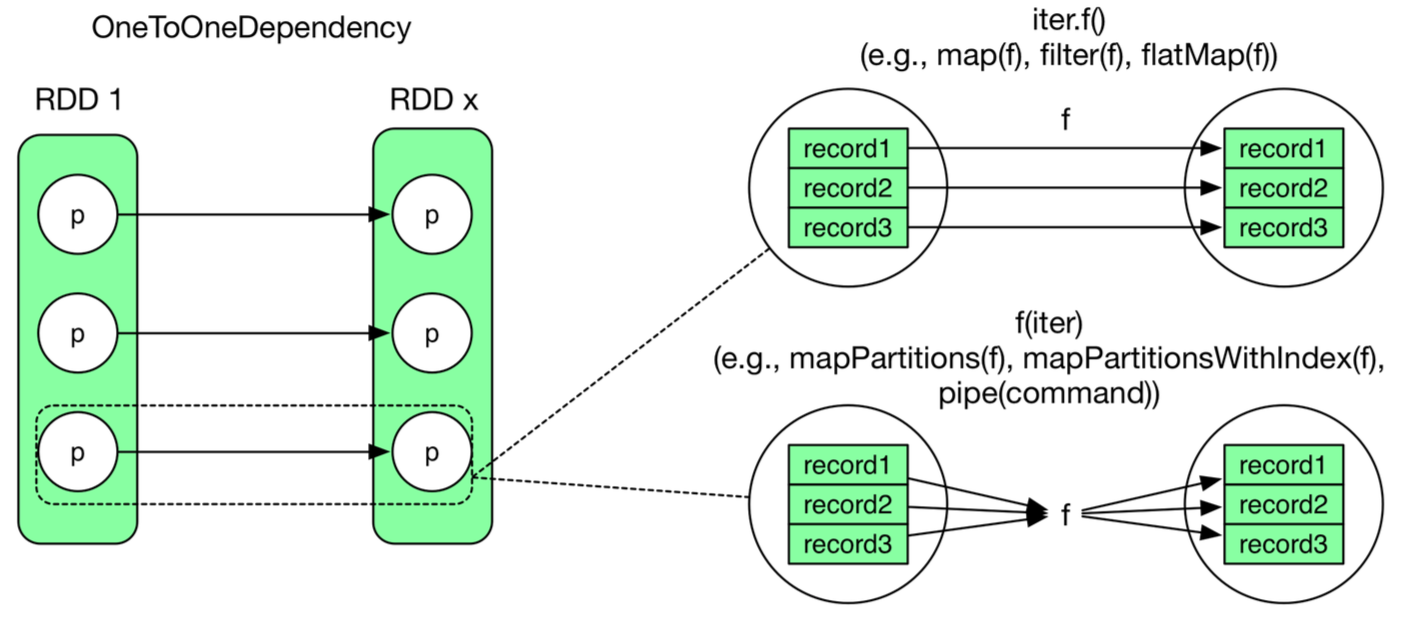 OneToOneDependency
RDD 1
RDD x
p
p
p
p
p
p
iter.f()
(e.g., map(f), filter(f), flatMap(f))
f
record1
record1
record2
record2
record3
record3
f(iter)
(e.g., mapPartitions(f), mapPartitionsWithIndex(f),
pipe(command))
record1
record1
record2
f
record2
record3
record3